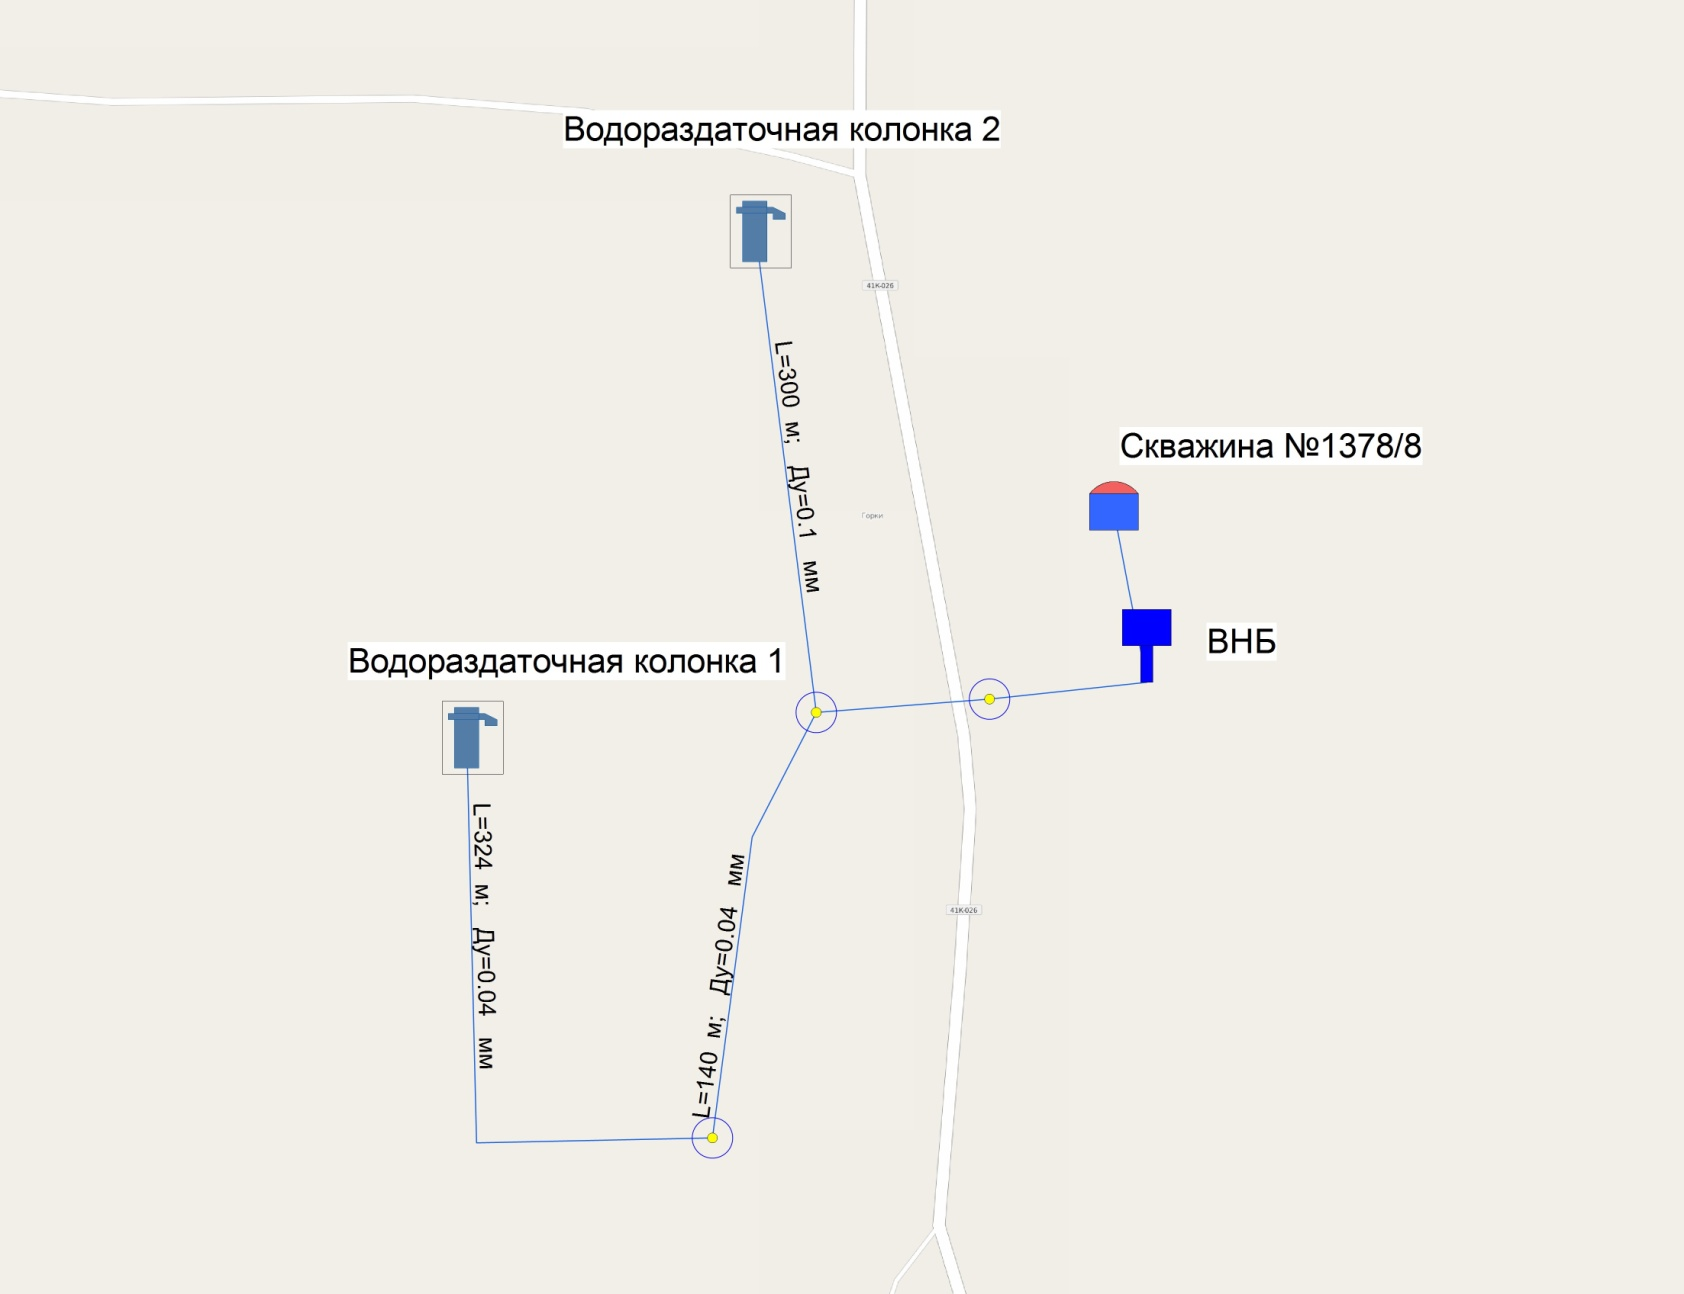 Водораздаточная колонка 2
41К-026
L=300 м; Ду=0.1 мм
Скважина №1378/8
Горки
ВНБ
Водораздаточная колонка 1
L=324 м; Ду=0.04 мм
L=140 м; Ду=0.04 мм
41К-026